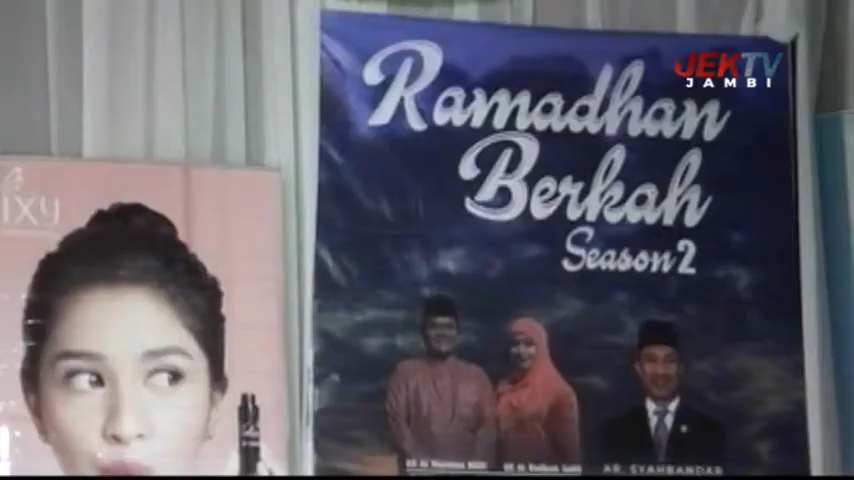 JEKTV
JAMBI
ixy
Ramadhan
Berkah
Season 2
AR. SYAHBANDAR